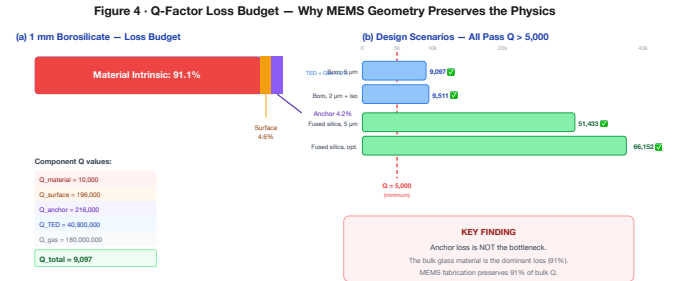 Figure 4 · Q-Factor Loss Budget — Why MEMS Geometry Preserves the Physics
(a) 1 mm Borosilicate — Loss Budget
Material Intrinsic: 91.1%
Surface
4.6%
Anchor 4.2%
TED +
Component Q values:
Q_material = 10,000
Q_surface = 196,000
Q_anchor = 216,000
Q_TED = 40,900,000
Q_gas = 180,000,000
Q_total = 9,097
(b) Design Scenarios — All Pass Q > 5,000
0 5k 20k 40k
Boro, 5 µm 9,097 ✅
Boro, 2 µm + iso 9,511 ✅
Fused silica, 5 µm 51,433 ✅
Fused silica, opt. 66,152 ✅
Q = 5,000
(minimum)
KEY FINDING
Anchor loss is NOT the bottleneck.
The bulk glass material is the dominant loss (91%).
MEMS fabrication preserves 91% of bulk Q.